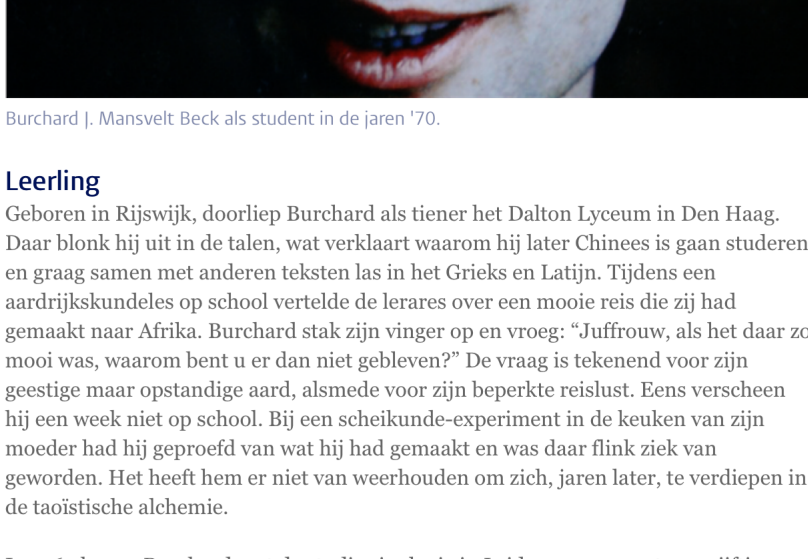 Burchard J. Mansvelt Beck als student in de jaren '70.
Leerling
Geboren in Rijswijk, doorliep Burchard als tiener het Dalton Lyceum in Den Haag.
Daar blonk hij uit in de talen, wat verklaart waarom hij later Chinees is gaan studeren
en graag samen met anderen teksten las in het Grieks en Latijn. Tijdens een
aardrijkskundeles op school vertelde de lerares over een mooie reis die zij had
gemaakt naar Afrika. Burchard stak zijn vinger op en vroeg: “Juffrouw, als het daar zo
mooi was, waarom bent u er dan niet gebleven?” De vraag is tekenend voor zijn
geestige maar opstandige aard, alsmede voor zijn beperkte reislust. Eens verscheen
hij een week niet op school. Bij een scheikunde-experiment in de keuken van zijn
moeder had hij geproefd van wat hij had gemaakt en was daar flink ziek van
geworden. Het heeft hem er niet van weerhouden om zich, jaren later, te verdiepen in
de taoïstische alchemie.